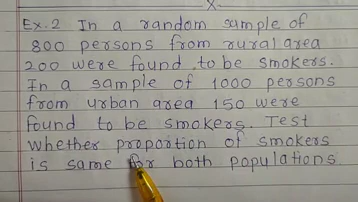 X
Ex.2 In a random sample of
800 persons from rural area
200 were found to be smokers.
In a sample of 1000 persons
from urban area 150 were
found to be smokers. Test
whether proportion of smokers
is same for both populations.